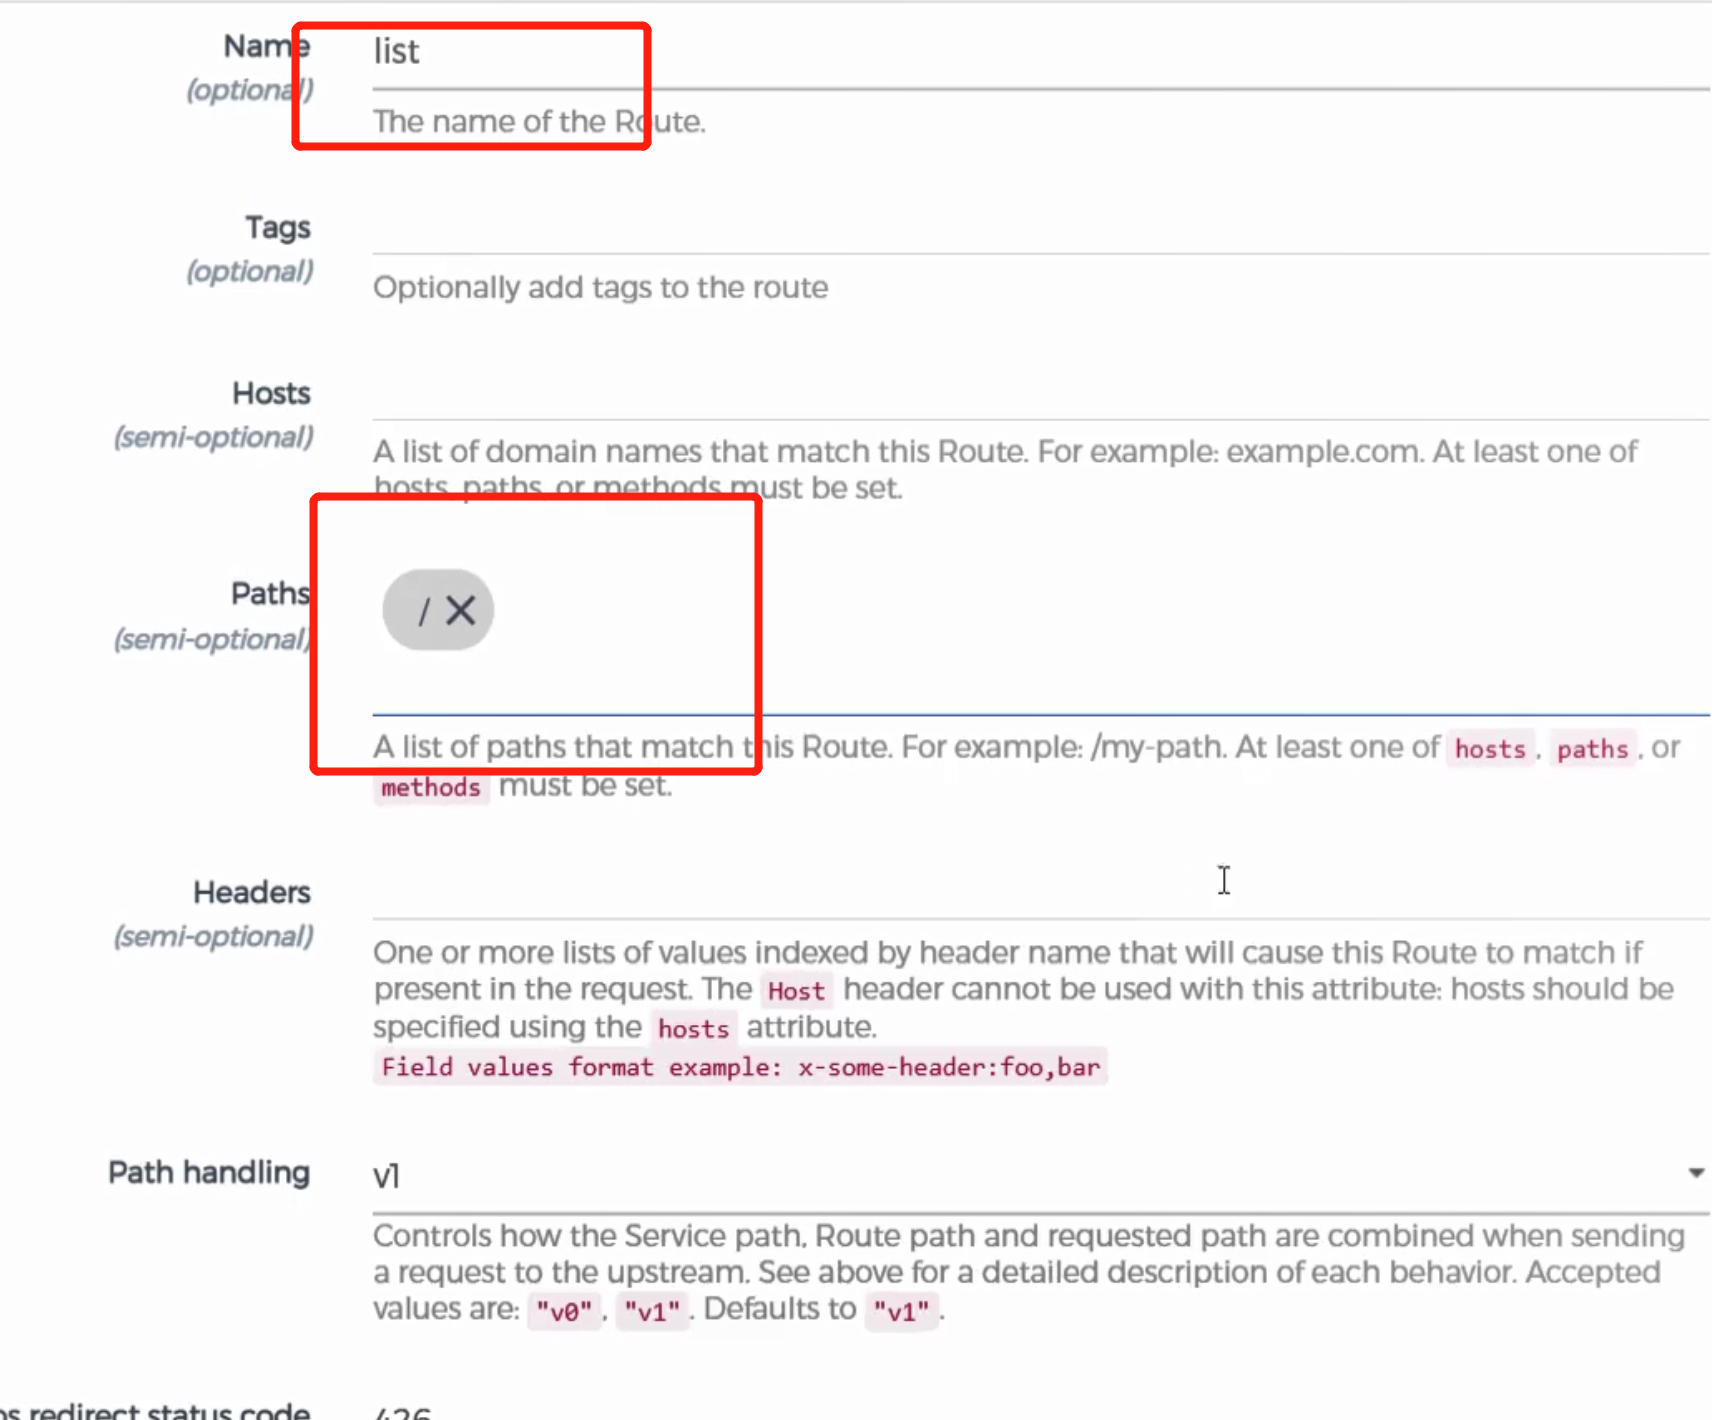 Name
(optional)
list
The name of the Route.
Tags
(optional)
Optionally add tags to the route
Hosts
(semi-optional)
A list of domain names that match this Route. For example: example.com. At least one of
hosts, paths, or methods must be set.
Paths
(semi-optional)
/ X
A list of paths that match this Route. For example: /my-path. At least one of hosts, paths, or
methods must be set.
Headers
(semi-optional)
One or more lists of values indexed by header name that will cause this Route to match if
present in the request. The Host header cannot be used with this attribute: hosts should be
specified using the hosts attribute.
Field values format example: x-some-header:foo,bar
Path handling
v1
Controls how the Service path, Route path and requested path are combined when sending
a request to the upstream. See above for a detailed description of each behavior. Accepted
values are: "v0", "v1". Defaults to "v1".
redirect status code
426